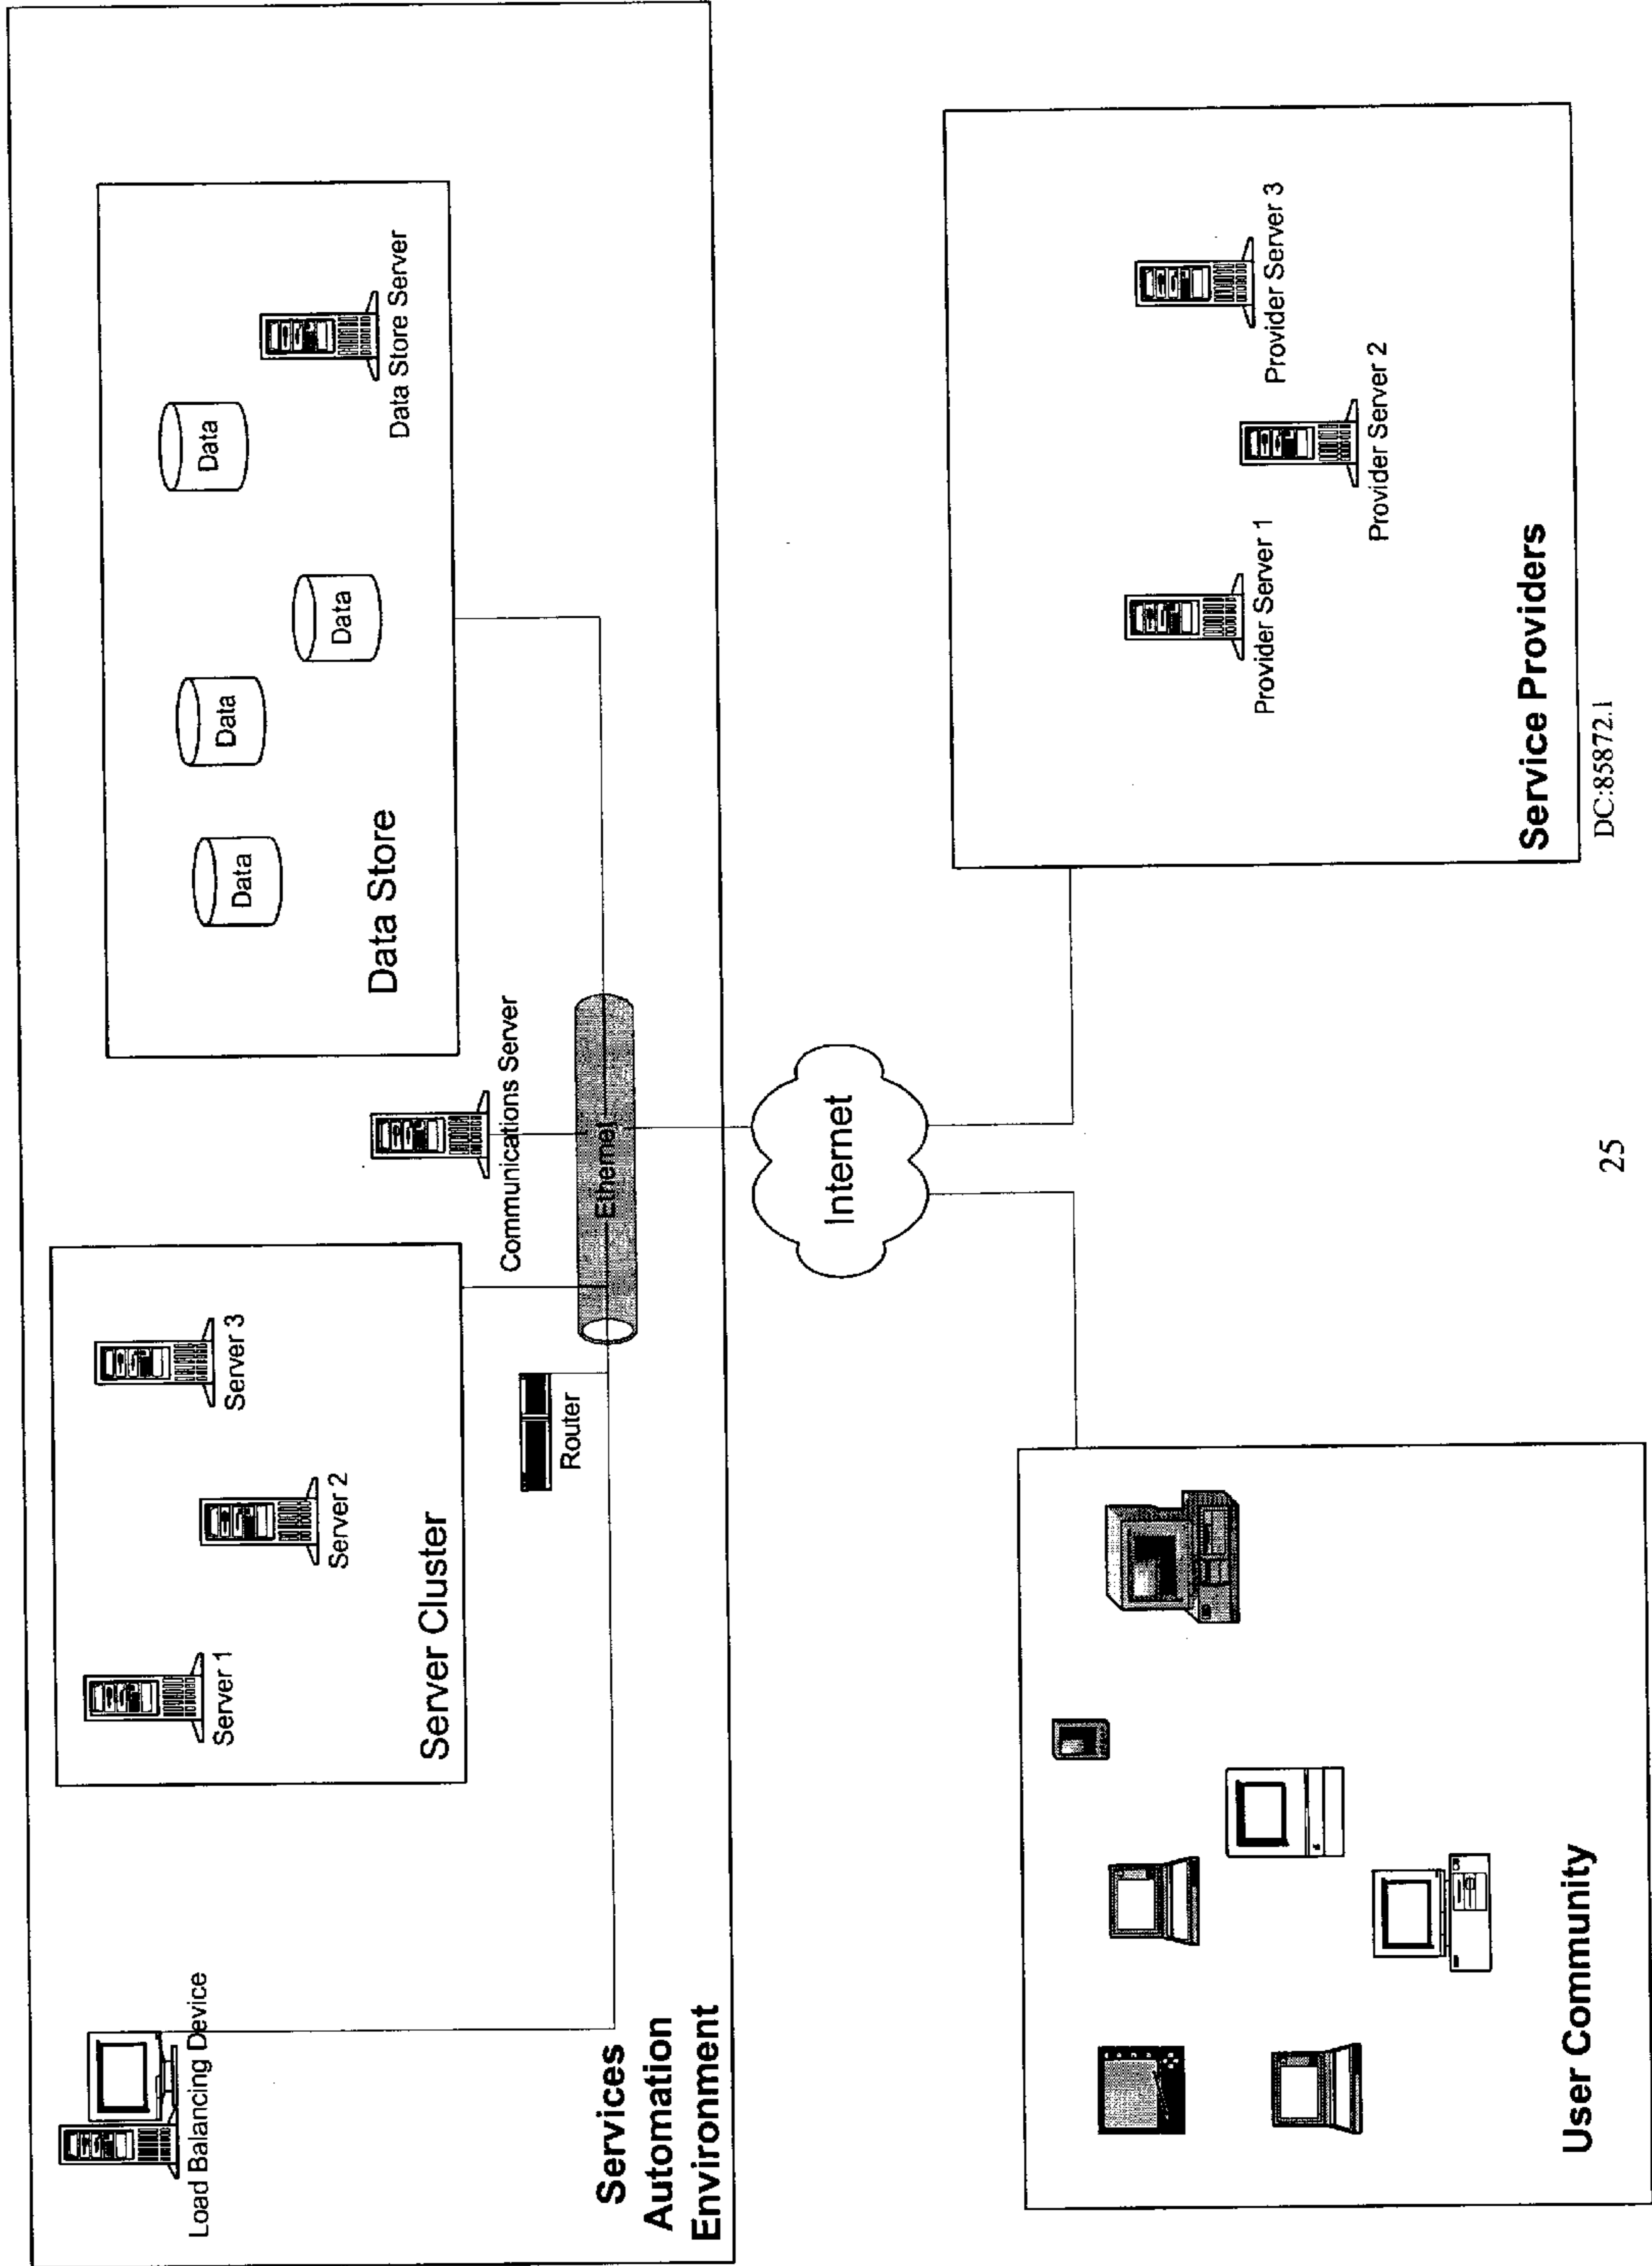 Load Balancing Device
Server 1
Server 2
Server 3
Server Cluster
Router
Communications Server
Ethernet
Data
Data
Data
Data
Data Store
Data Store Server
Services
Automation
Environment
Internet
User Community
Provider Server 1
Provider Server 2
Provider Server 3
Service Providers
25
DC:85872.1